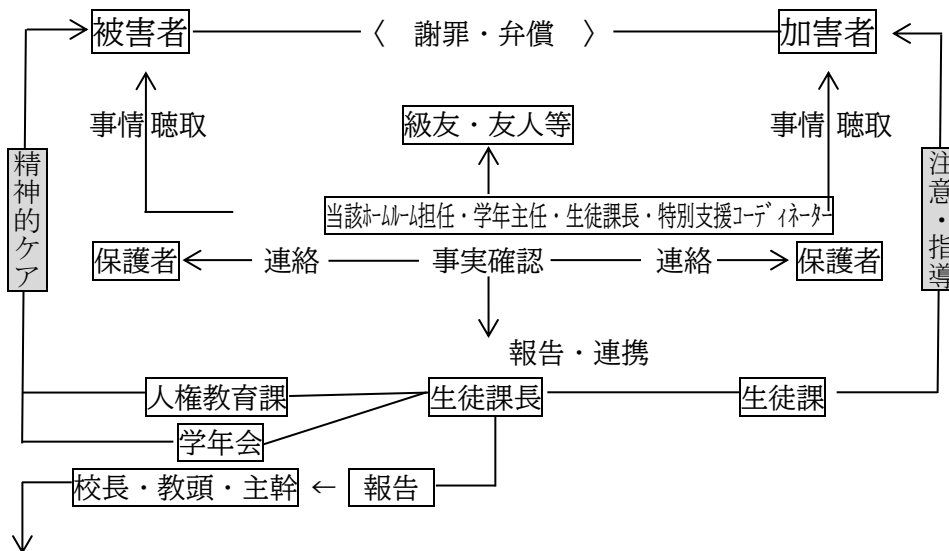 被害者 〈 謝罪・弁償 〉 加害者
事情聴取 級友・友人等 事情聴取
精神的ケア
注意・指導
当該ﾎｰﾑﾙｰﾑ担任・学年主任・生徒課長・特別支援ｺｰﾃﾞｨﾈｰﾀｰ
保護者 連絡 事実確認 連絡 保護者
報告・連携
人権教育課 生徒課長 生徒課
学年会
校長・教頭・主幹 ← 報告